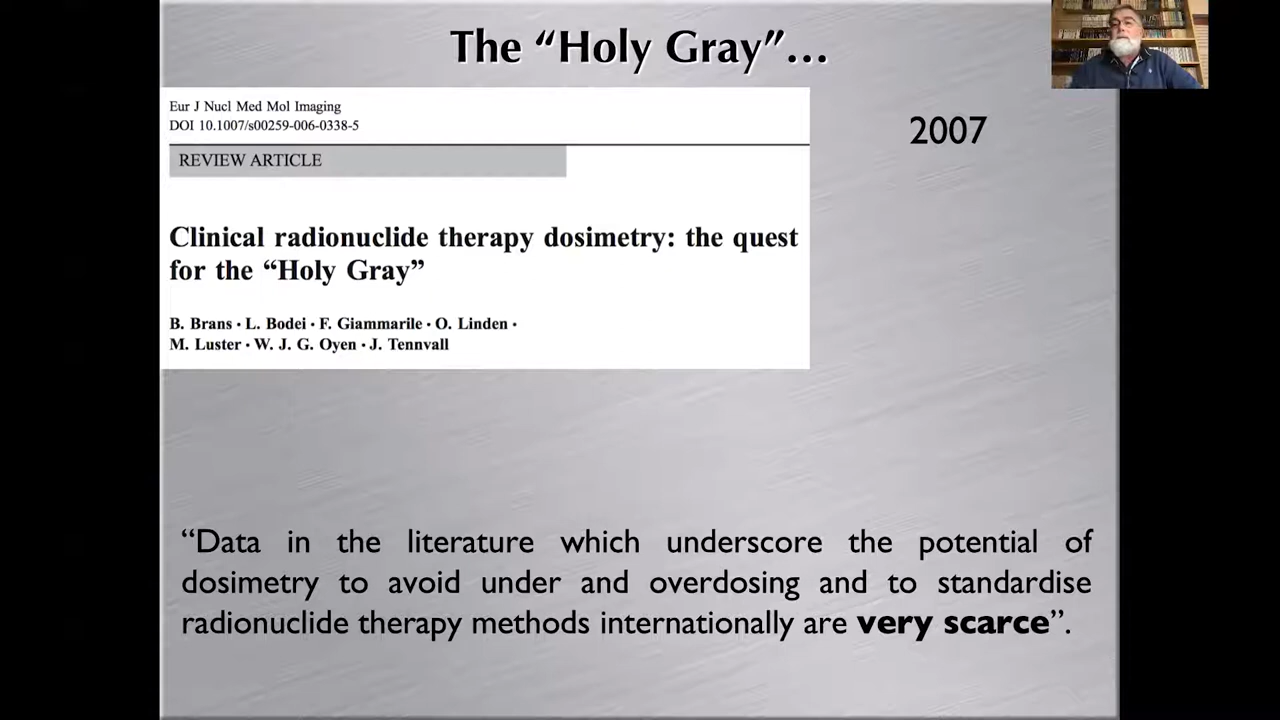 The “Holy Gray”...
Eur J Nucl Med Mol Imaging
DOI 10.1007/s00259-006-0338-5
2007
REVIEW ARTICLE
Clinical radionuclide therapy dosimetry: the quest
for the “Holy Gray”
B. Brans · L. Bodei · F. Giammarile · O. Linden ·
M. Luster · W. J. G. Oyen · J. Tennvall
“Data in the literature which underscore the potential of
dosimetry to avoid under and overdosing and to standardise
radionuclide therapy methods internationally are very scarce”.